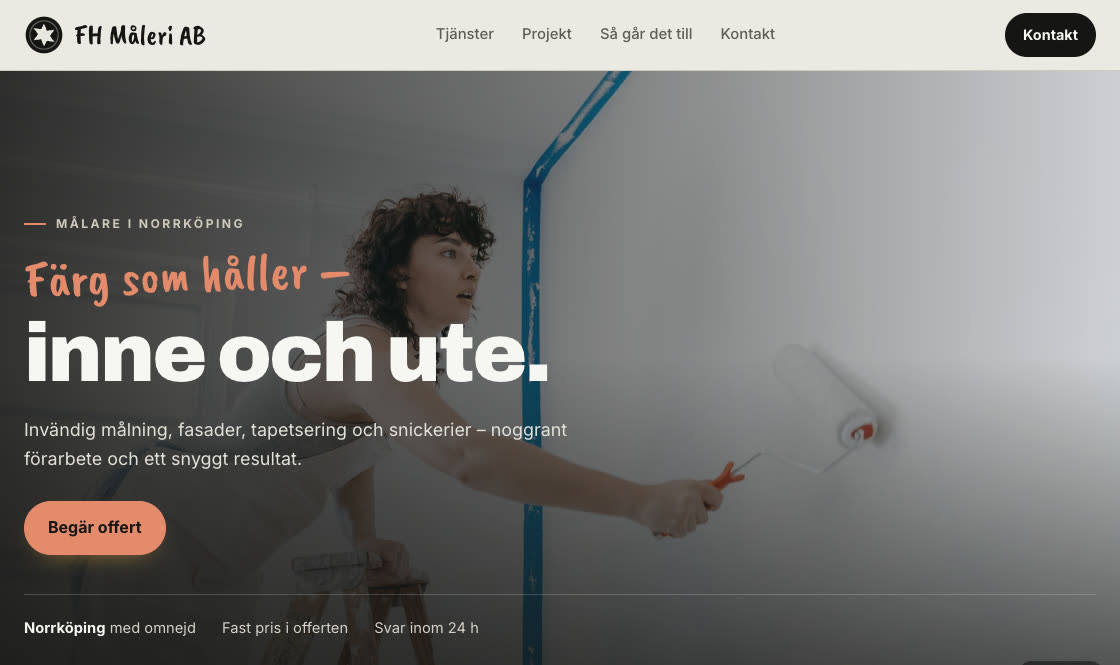 FH Måleri AB
Tjänster
Projekt
Så går det till
Kontakt
Kontakt
MÅLARE I NORRKÖPING
Färg som håller –
inne och ute.
Invändig målning, fasader, tapetsering och snickerier – noggrant
förarbete och ett snyggt resultat.
Begär offert
Norrköping med omnejd
Fast pris i offerten
Svar inom 24 h